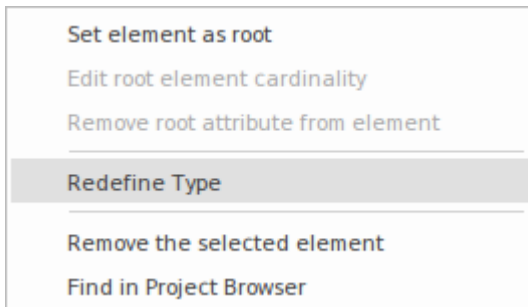 Set element as root
Edit root element cardinality
Remove root attribute from element
Redefine Type
Remove the selected element
Find in Project Browser